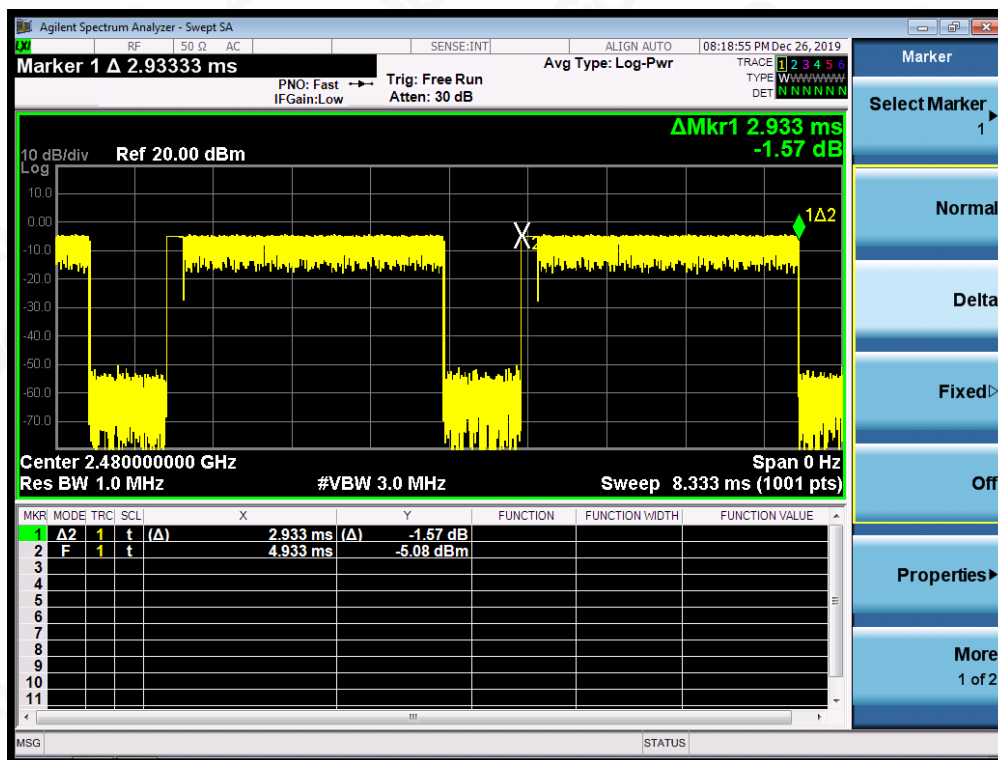 Agilent Spectrum Analyzer - Swept SA
LXI RF 50 Ω AC SENSE:INT ALIGN AUTO 08:18:55 PM Dec 26, 2019
Marker 1 Δ 2.93333 ms
PNO: Fast
IFGain:Low
Trig: Free Run
Atten: 30 dB
Avg Type: Log-Pwr
TRACE 1 2 3 4 5 6
TYPE WWWWWWW
DET N N N N N N
ΔMkr1 2.933 ms
-1.57 dB
10 dB/div Ref 20.00 dBm
Log
10.0
0.00
-10.0
-20.0
-30.0
-40.0
-50.0
-60.0
-70.0
1Δ2
2
Center 2.480000000 GHz Span 0 Hz
Res BW 1.0 MHz #VBW 3.0 MHz Sweep 8.333 ms (1001 pts)
MKR MODE TRC SCL X Y FUNCTION FUNCTION WIDTH FUNCTION VALUE
1 Δ2 1 t (Δ) 2.933 ms (Δ) -1.57 dB
2 F 1 t 4.933 ms -5.08 dBm
3
4
5
6
7
8
9
10
11
MSG STATUS
Marker
Select Marker
1
Normal
Delta
Fixed
Off
Properties
More
1 of 2